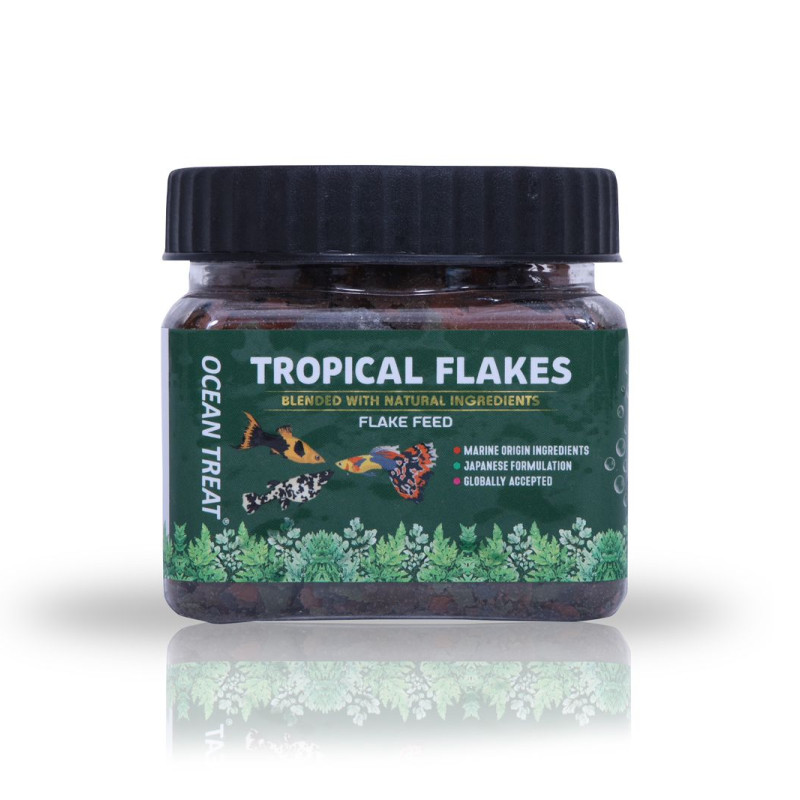 OCEAN TREAT®
TROPICAL FLAKES
BLENDED WITH NATURAL INGREDIENTS
FLAKE FEED
MARINE ORIGIN INGREDIENTS
JAPANESE FORMULATION
GLOBALLY ACCEPTED